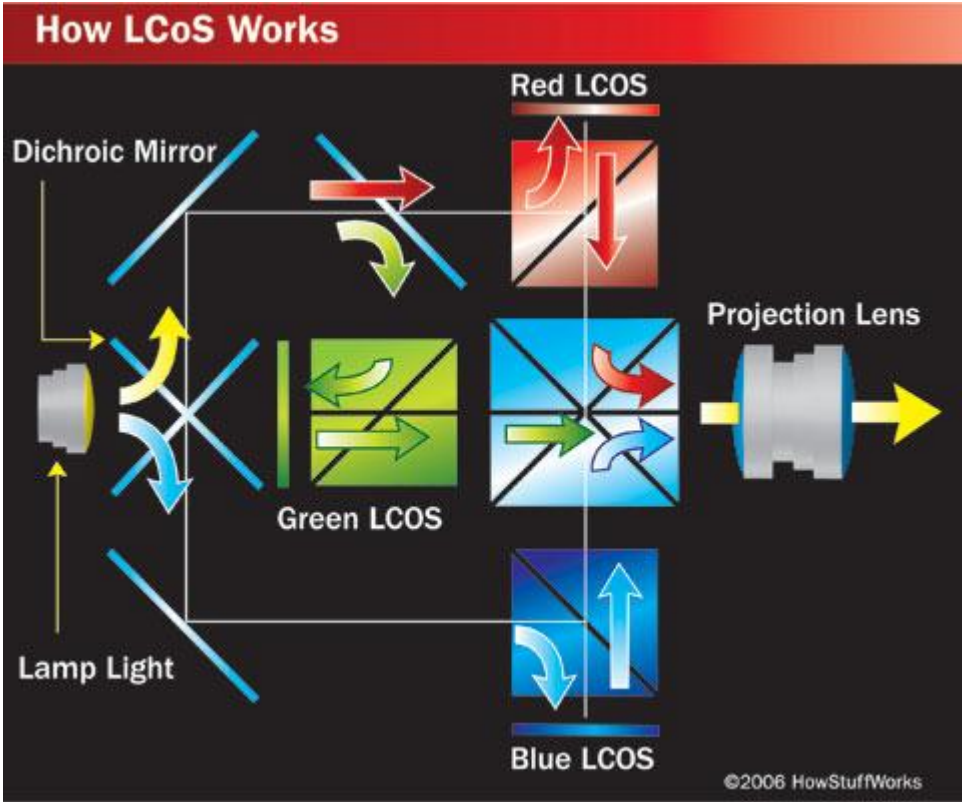 How LCoS Works
Red LCOS
Dichroic Mirror
Projection Lens
Green LCOS
Lamp Light
Blue LCOS
©2006 HowStuffWorks